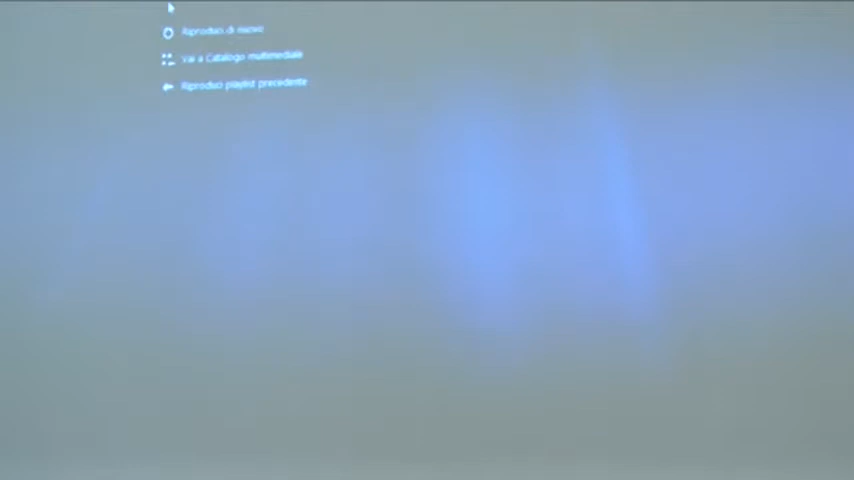 Riproduci di nuovo
Vai a Catalogo multimediale
Riproduci playlist precedente